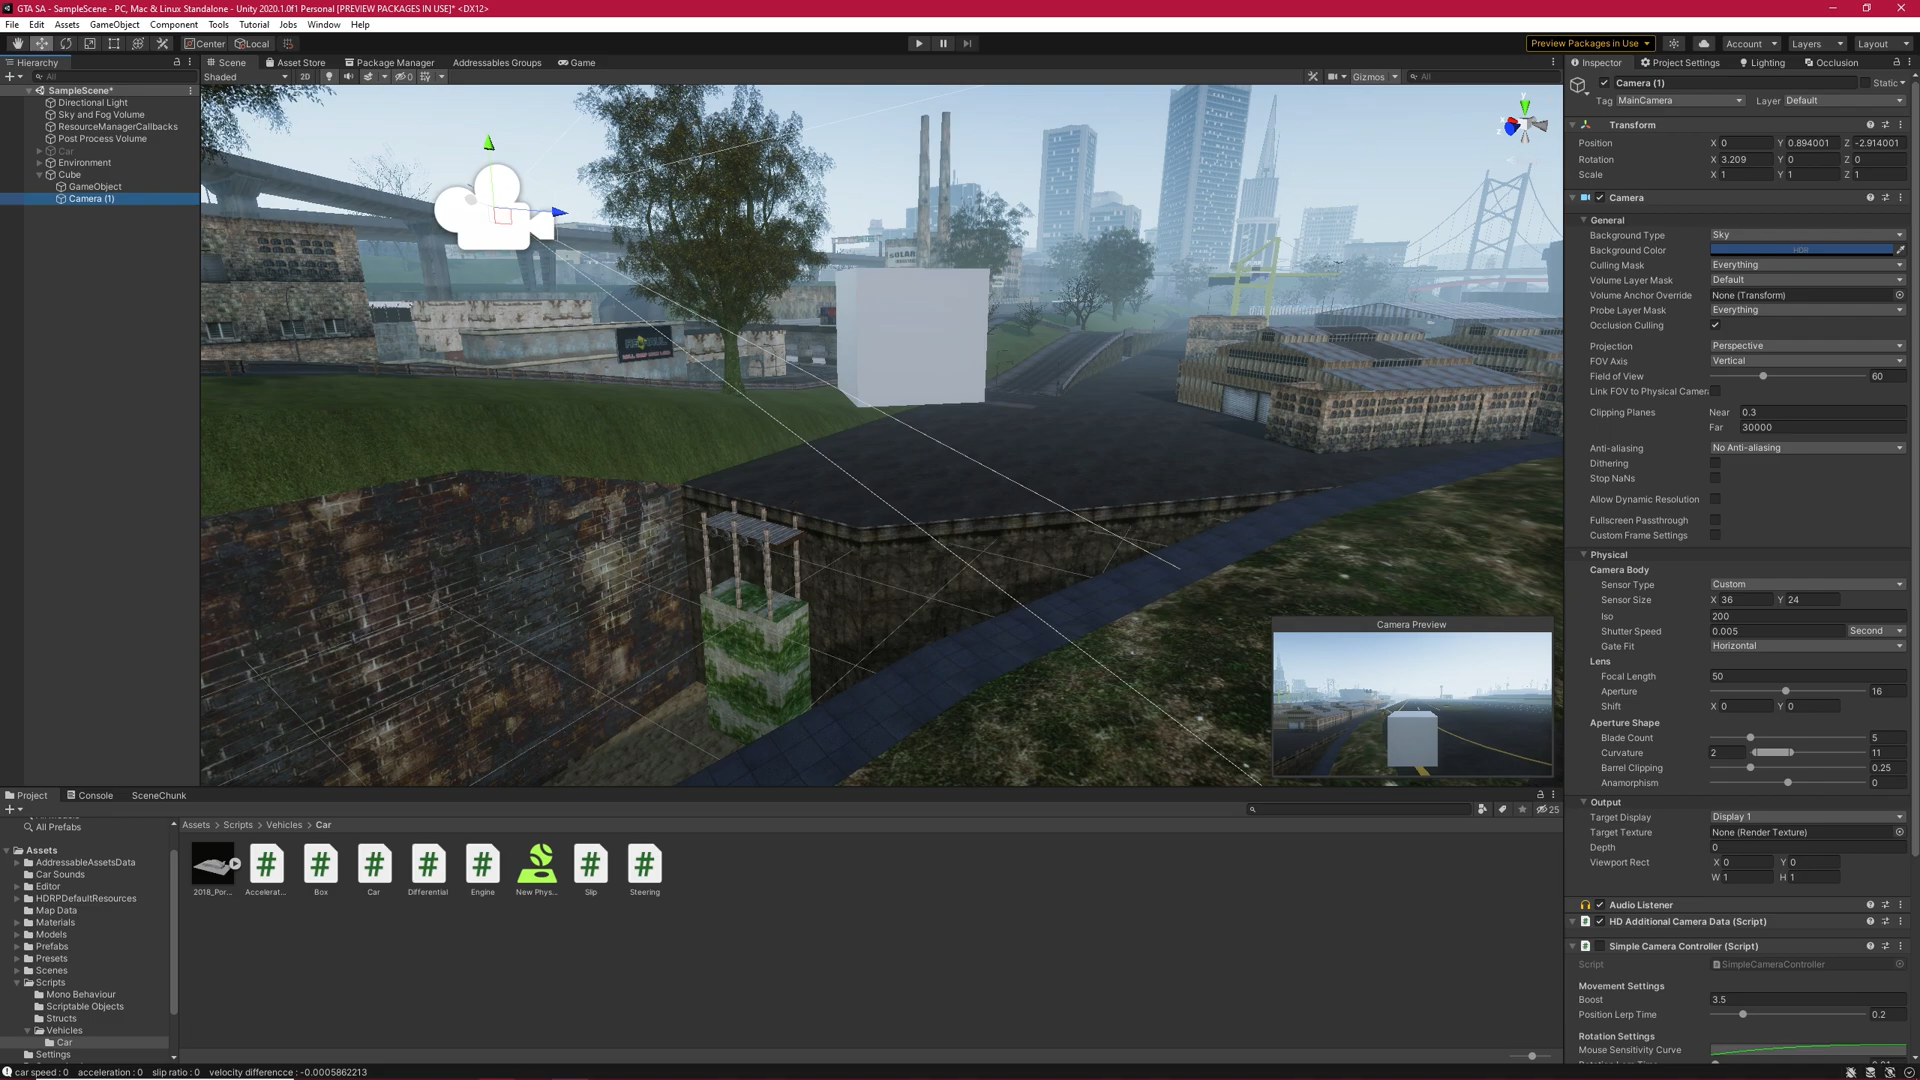 GTA SA - SampleScene - PC, Mac & Linux Standalone - Unity 2020.1.0f1 Personal [PREVIEW PACKAGES IN USE]* <DX12>
File Edit Assets GameObject Component Tools Tutorial Jobs Window Help
Center Local Preview Packages in Use Account Layers Layout
Hierarchy
All
SampleScene*
Directional Light
Sky and Fog Volume
ResourceManagerCallbacks
Post Process Volume
Car
Environment
Cube
GameObject
Camera (1)
Scene Asset Store Package Manager Addressables Groups Game
Shaded 2D 0 Gizmos All
y
z
SOLAR
Camera Preview
Inspector Project Settings Lighting Occlusion
Camera (1) Static
Tag MainCamera Layer Default
Transform
Position X 0 Y 0.894001 Z -2.914001
Rotation X 3.209 Y 0 Z 0
Scale X 1 Y 1 Z 1
Camera
General
Background Type Sky
Background Color HDR
Culling Mask Everything
Volume Layer Mask Default
Volume Anchor Override None (Transform)
Probe Layer Mask Everything
Occlusion Culling
Projection Perspective
FOV Axis Vertical
Field of View 60
Link FOV to Physical Camer
Clipping Planes Near 0.3
Far 30000
Anti-aliasing No Anti-aliasing
Dithering
Stop NaNs
Allow Dynamic Resolution
Fullscreen Passthrough
Custom Frame Settings
Physical
Camera Body
Sensor Type Custom
Sensor Size X 36 Y 24
Iso 200
Shutter Speed 0.005 Second
Gate Fit Horizontal
Lens
Focal Length 50
Aperture 16
Shift X 0 Y 0
Aperture Shape
Blade Count 5
Curvature 2 11
Barrel Clipping 0.25
Anamorphism 0
Output
Target Display Display 1
Target Texture None (Render Texture)
Depth 0
Viewport Rect X 0 Y 0
W 1 H 1
Audio Listener
HD Additional Camera Data (Script)
Simple Camera Controller (Script)
Script SimpleCameraController
Movement Settings
Boost 3.5
Position Lerp Time 0.2
Rotation Settings
Mouse Sensitivity Curve
Project Console SceneChunk
25
All Prefabs
Assets
AddressableAssetsData
Car Sounds
Editor
HDRPDefaultResources
Map Data
Materials
Models
Prefabs
Presets
Scenes
Scripts
Mono Behaviour
Scriptable Objects
Structs
Vehicles
Car
Settings
Assets > Scripts > Vehicles > Car
2018_Por... Accelerat... Box Car Differential Engine New Phys... Slip Steering
car speed : 0 acceleration : 0 slip ratio : 0 velocity differencce : -0.0005862213